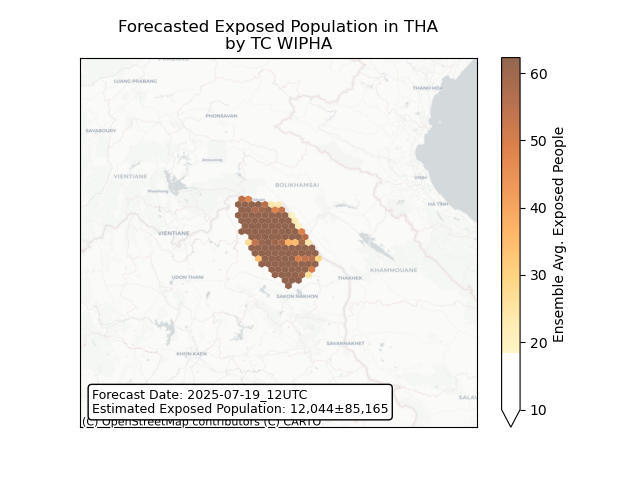 Forecasted Exposed Population in THA
by TC WIPHA
LUANG PRABANG
THANH HOA
PHONSAVAN
SAYABOURY
VIENTIANE
BOLIKHAMSAI
VINH
HA TINH
VIENTIANE
KHAMMOUANE
UDON THANI
THAKHEK
SAKON NAKHON
SAVANNAKHET
KHON KAEN
SALAV
60
50
40
30
20
10
Ensemble Avg. Exposed People
Forecast Date: 2025-07-19_12UTC
Estimated Exposed Population: 12,044±85,165
(C) OpenStreetMap contributors (C) CARTO